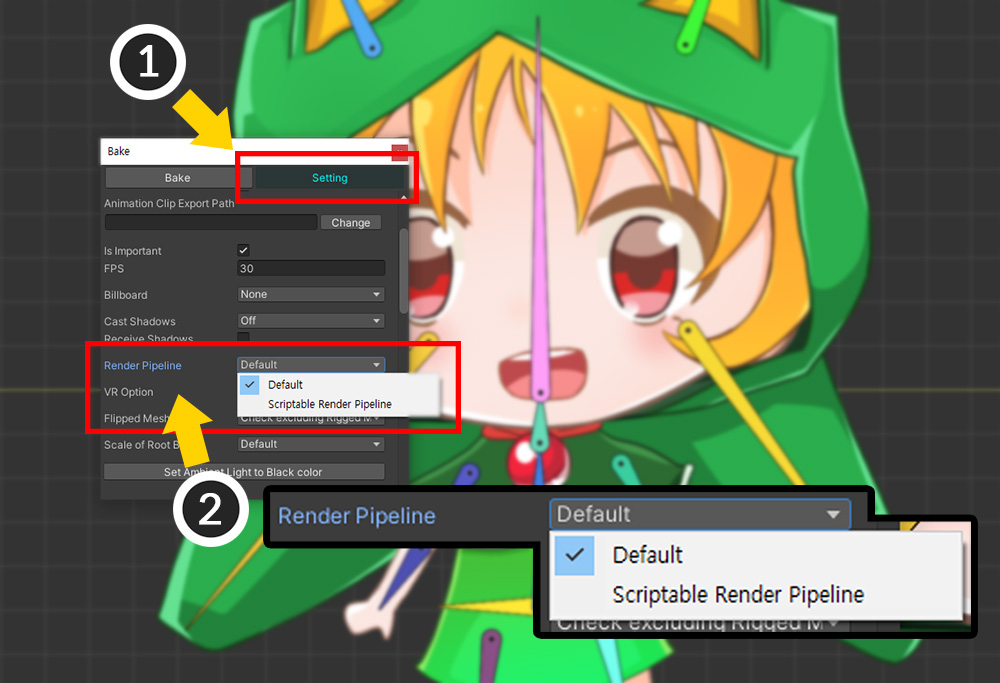 1
Bake
Bake Setting
Animation Clip Export Path
Change
Is Important
FPS 30
Billboard None
Cast Shadows Off
Receive Shadows
Render Pipeline Default
Default
VR Option
Scriptable Render Pipeline
Flipped Mesh Check excluding Rigged M
Scale of Root B Default
Set Ambient Light to Black color
2
Render Pipeline Default
Default
Scriptable Render Pipeline
Check excluding Rigged M